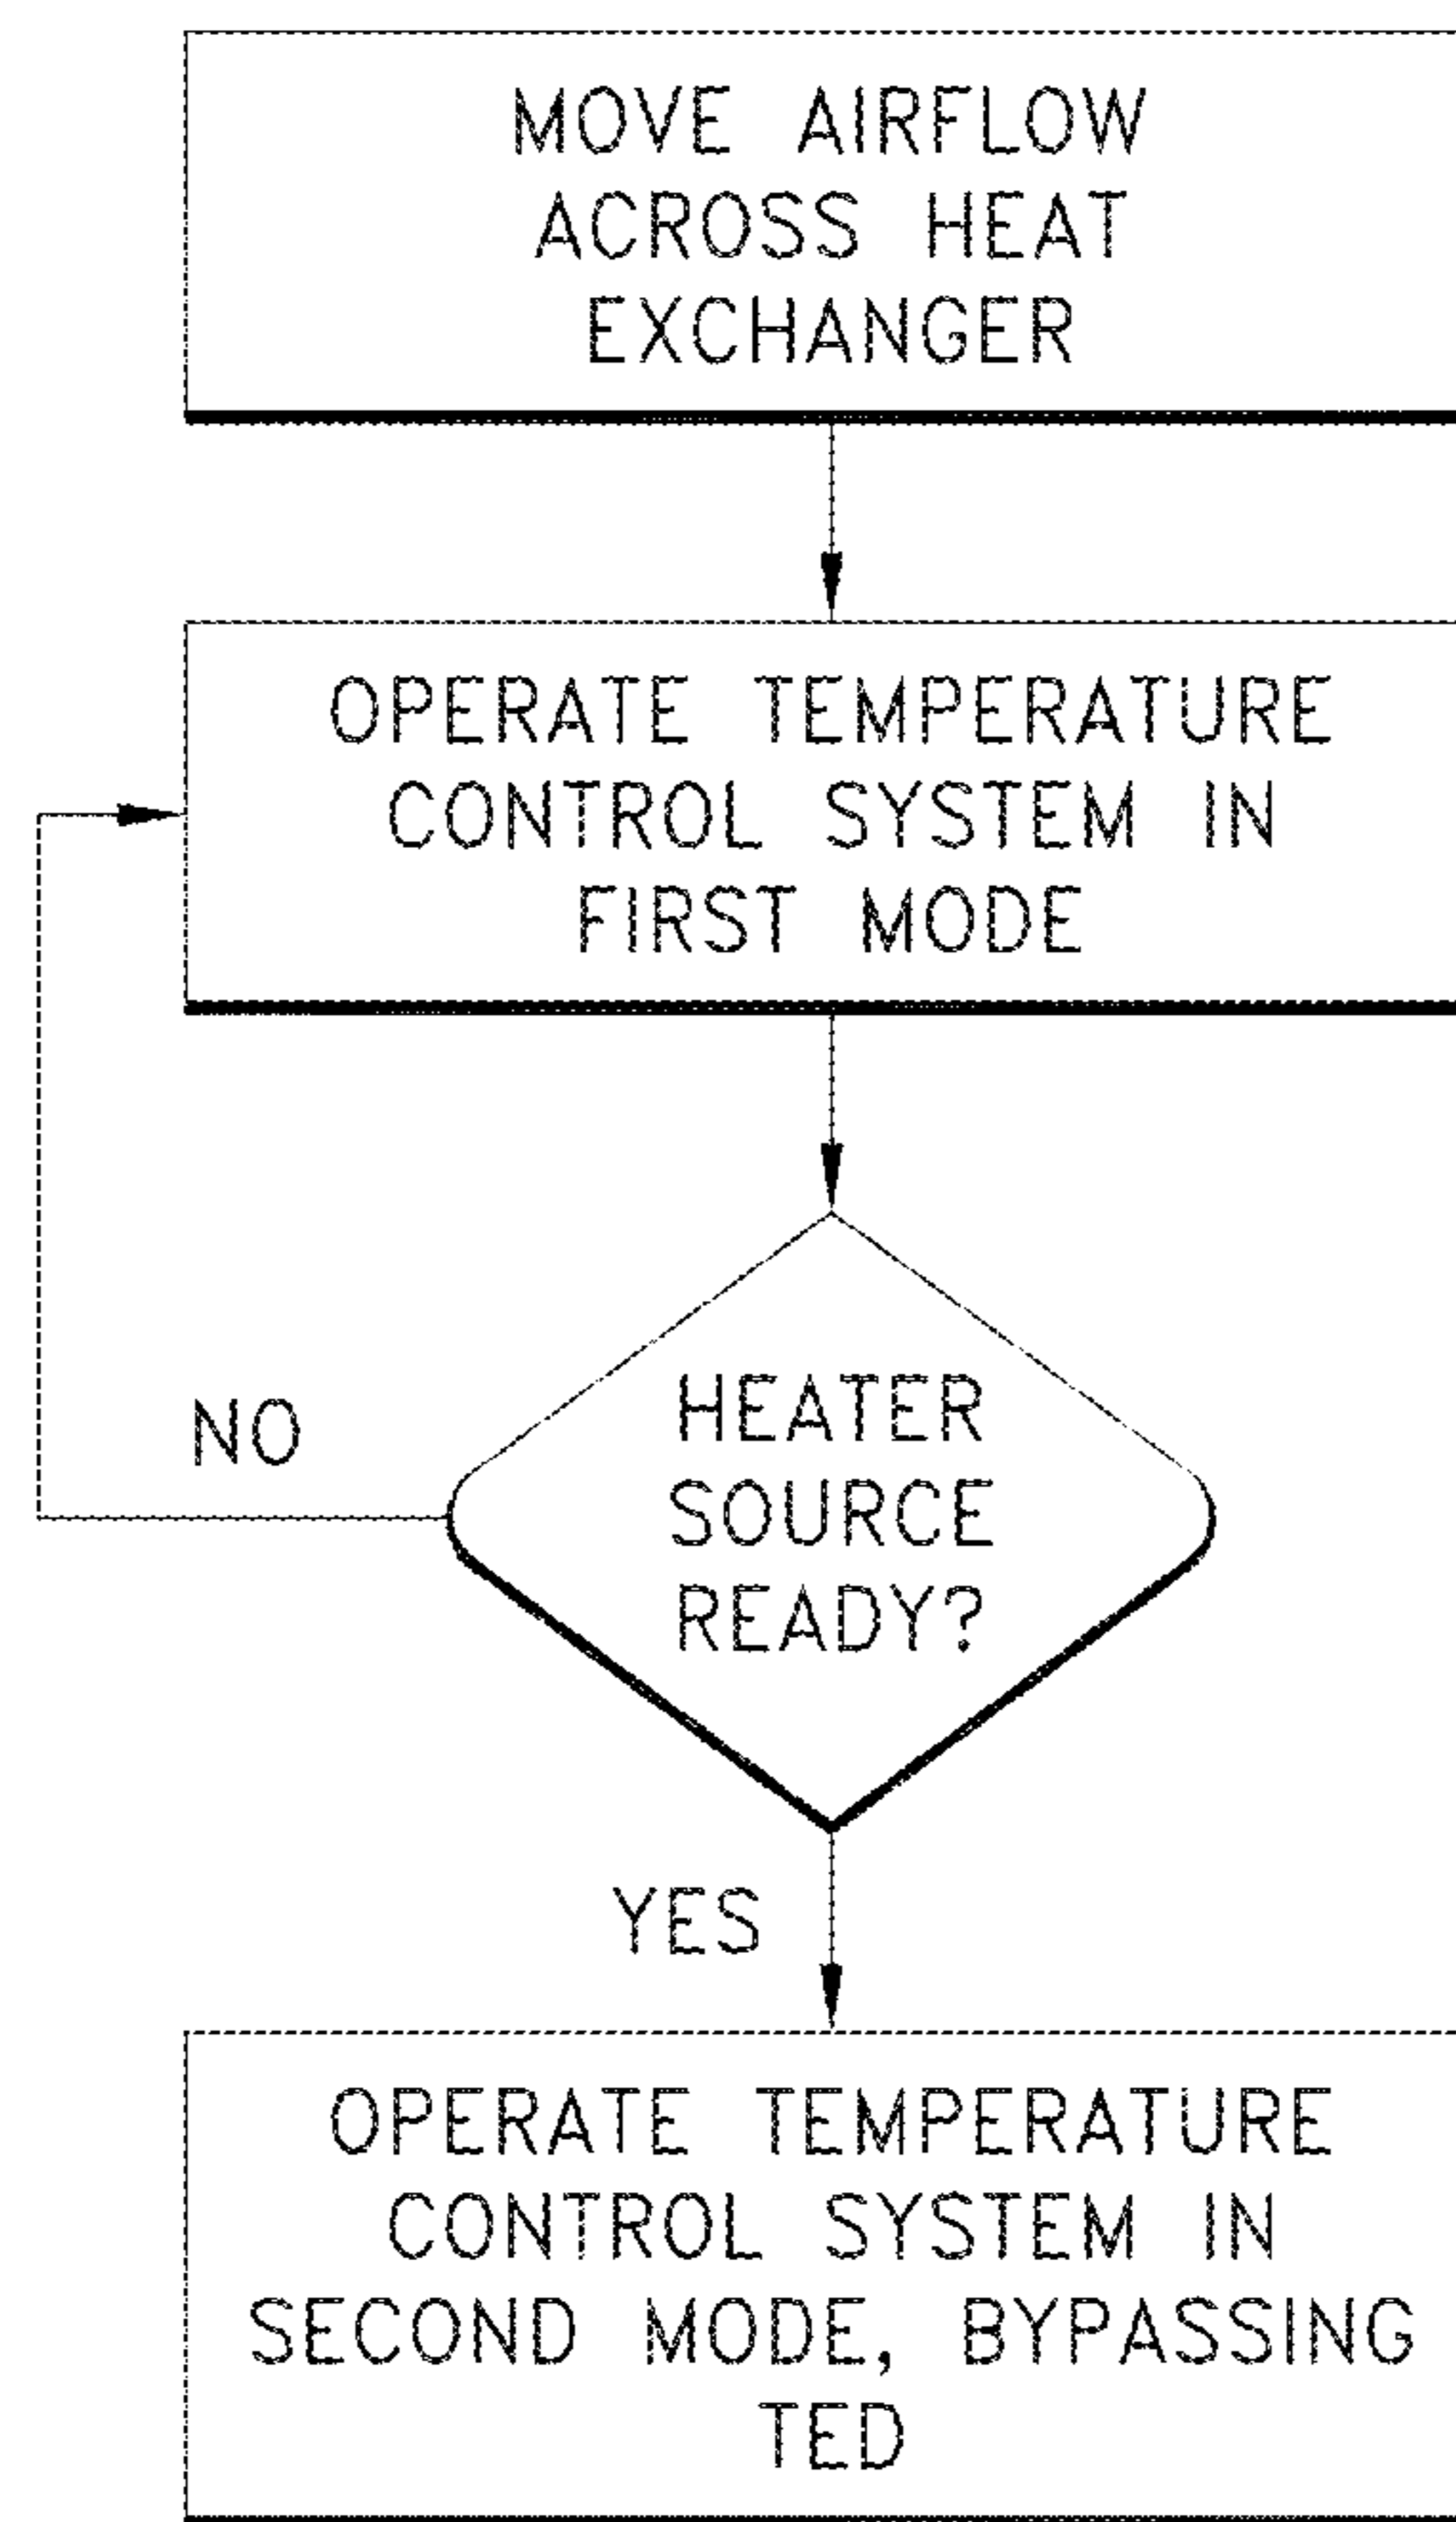 MOVE AIRFLOW
ACROSS HEAT
EXCHANGER
OPERATE TEMPERATURE
CONTROL SYSTEM IN
FIRST MODE
HEATER
SOURCE
READY?
NO
YES
OPERATE TEMPERATURE
CONTROL SYSTEM IN
SECOND MODE, BYPASSING
TED